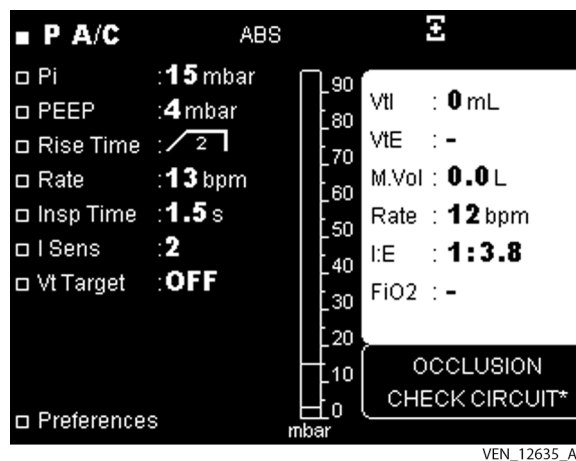 P A/C ABS
Pi :15 mbar
PEEP :4 mbar
Rise Time : 2
Rate :13 bpm
Insp Time :1.5 s
I Sens :2
Vt Target :OFF
Preferences
90
80
70
60
50
40
30
20
10
0
mbar
VtI : 0 mL
VtE : -
M.Vol : 0.0 L
Rate : 12 bpm
I:E : 1:3.8
FiO2 : -
OCCLUSION
CHECK CIRCUIT*
VEN_12635_A